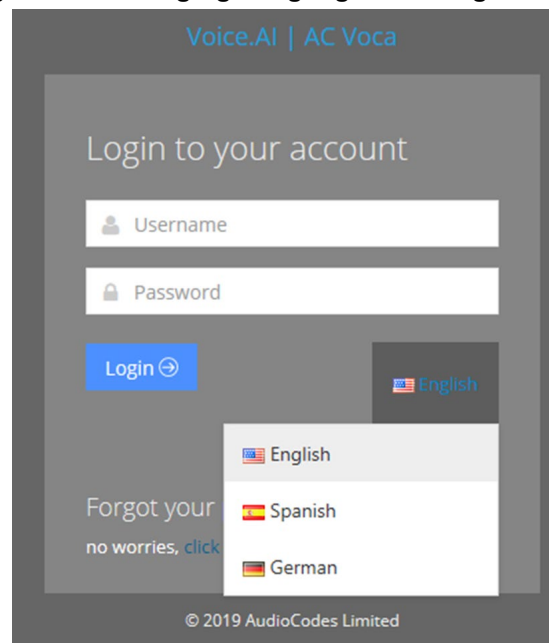 Voice.AI | AC Voca
Login to your account
Username
Password
Login
English
English
Spanish
German
Forgot your
no worries, click
© 2019 AudioCodes Limited